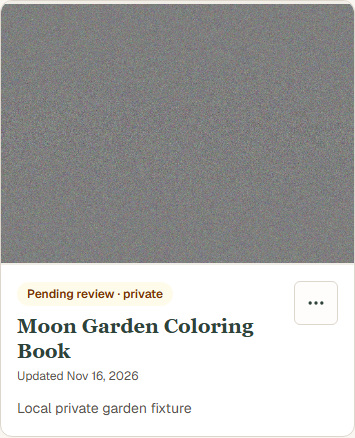 Pending review · private
Moon Garden Coloring
Book
Updated Nov 16, 2026
Local private garden fixture